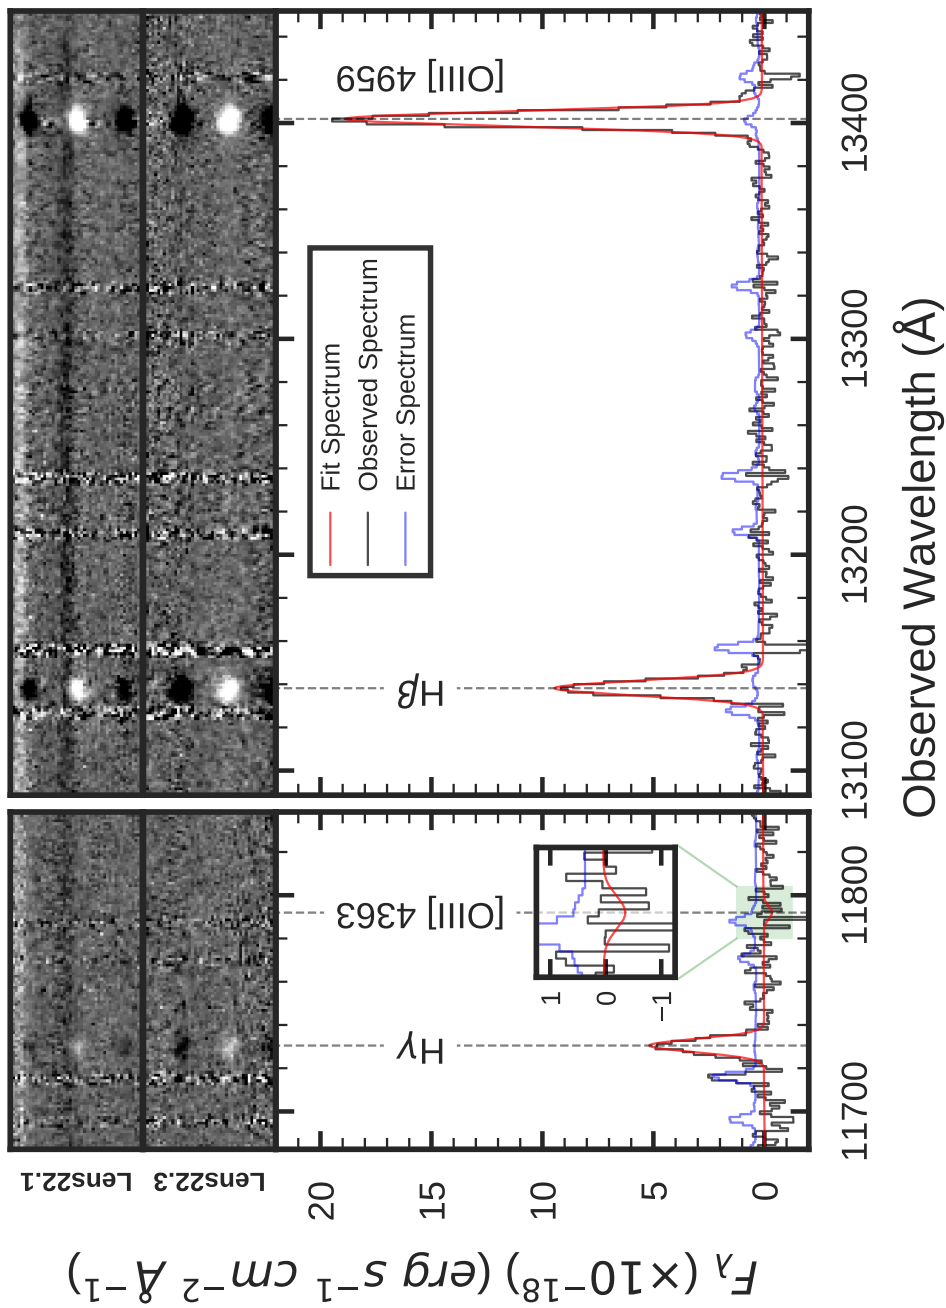 Lens22.1
Lens22.3
F_λ (×10⁻¹⁸) (erg s⁻¹ cm⁻² Å⁻¹)
20
15
10
5
0
Hγ
[OIII] 4363
1
0
−1
Hβ
[OIII] 4959
Fit Spectrum
Observed Spectrum
Error Spectrum
11700
11800
13100
13200
13300
13400
Observed Wavelength (Å)